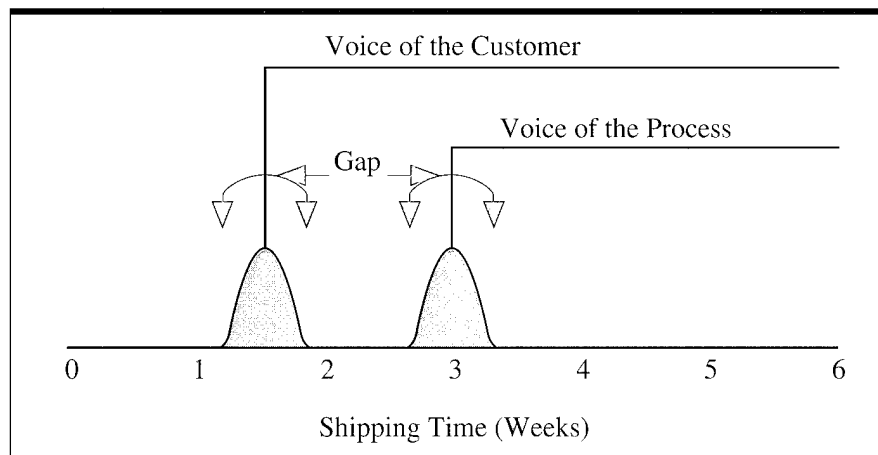 Voice of the Customer
Voice of the Process
Gap
0 1 2 3 4 5 6
Shipping Time (Weeks)